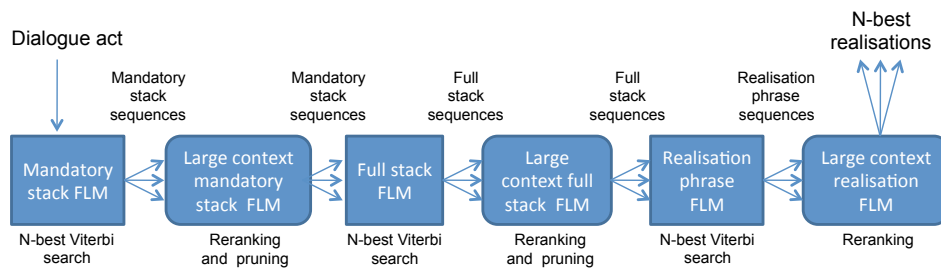 Dialogue act
N-best
realisations
Mandatory
stack
sequences
Mandatory
stack
sequences
Full
stack
sequences
Full
stack
sequences
Realisation
phrase
sequences
Mandatory
stack FLM
Large context
mandatory
stack FLM
Full stack
FLM
Large
context full
stack FLM
Realisation
phrase
FLM
Large context
realisation
FLM
N-best Viterbi
search
Reranking
and pruning
N-best Viterbi
search
Reranking
and pruning
N-best Viterbi
search
Reranking